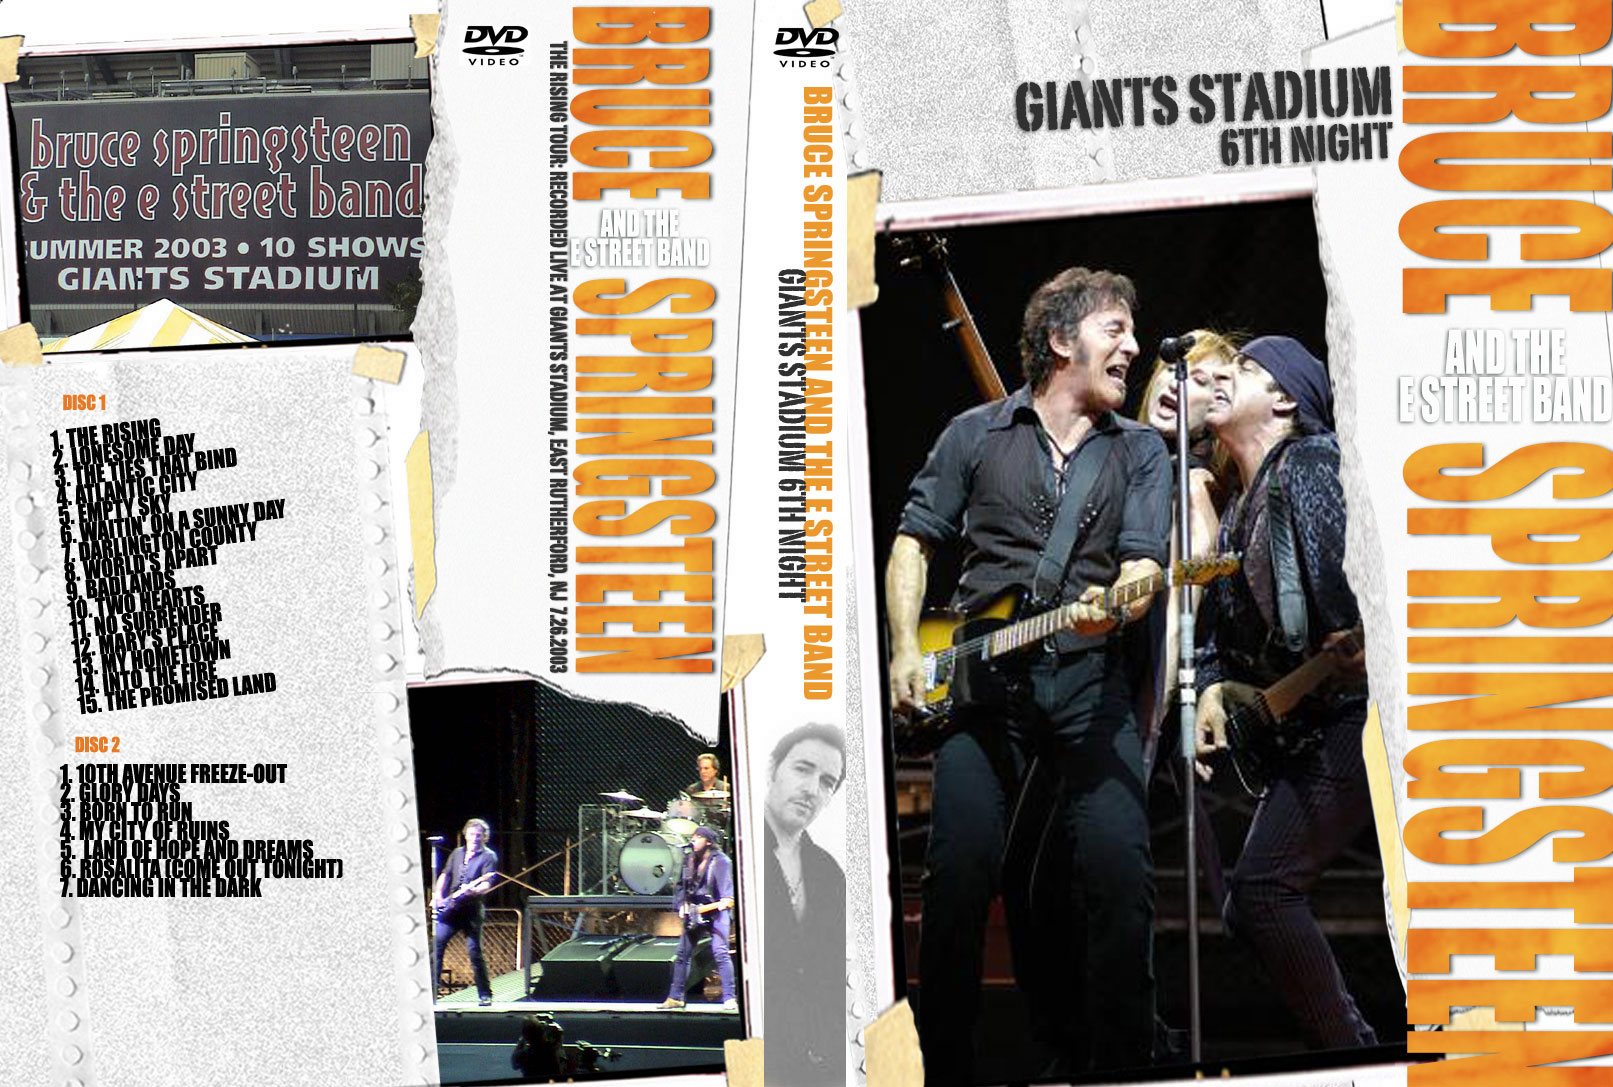 bruce springsteen
& the e street band
SUMMER 2003 • 10 SHOWS
GIANTS STADIUM
DISC 1
1. THE RISING
2. LONESOME DAY
3. THE TIES THAT BIND
4. ATLANTIC CITY
5. EMPTY SKY
6. WAITIN' ON A SUNNY DAY
7. DARLINGTON COUNTY
8. WORLD'S APART
9. BADLANDS
10. TWO HEARTS
11. NO SURRENDER
12. MARY'S PLACE
13. MY HOMETOWN
14. INTO THE FIRE
15. THE PROMISED LAND
DISC 2
1. 10TH AVENUE FREEZE-OUT
2. GLORY DAYS
3. BORN TO RUN
4. MY CITY OF RUINS
5. LAND OF HOPE AND DREAMS
6. ROSALITA (COME OUT TONIGHT)
7. DANCING IN THE DARK
DVD
VIDEO
BRUCE
AND THE
E STREET BAND
SPRINGSTEEN
THE RISING TOUR: RECORDED LIVE AT GIANTS STADIUM, EAST RUTHERFORD, NJ 7.26.2003
DVD
VIDEO
BRUCE SPRINGSTEEN AND THE E STREET BAND
GIANTS STADIUM 6TH NIGHT
GIANTS STADIUM
6TH NIGHT
BRUCE
AND THE
E STREET BAND
SPRINGSTEEN